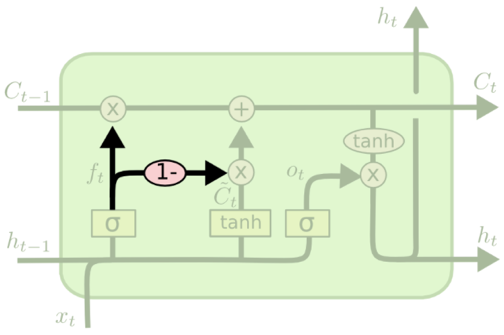 h_t
C_{t-1} x + C_t
tanh
f_t 1- x o_t x
C̃_t
σ tanh σ
h_{t-1} h_t
x_t